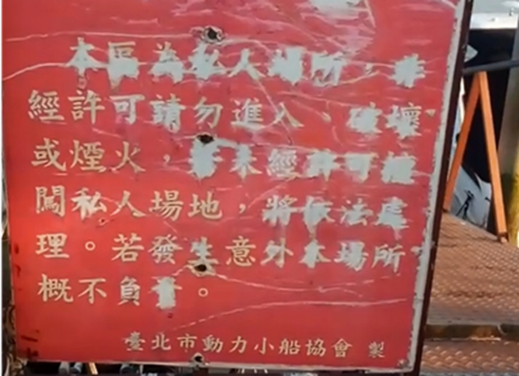 本區為私人場所，非
經許可請勿進入、破壞
或煙火，若未經許可擅
闖私人場地，將依法處
理。若發生意外本場所
概不負責。
臺北市動力小船協會 製